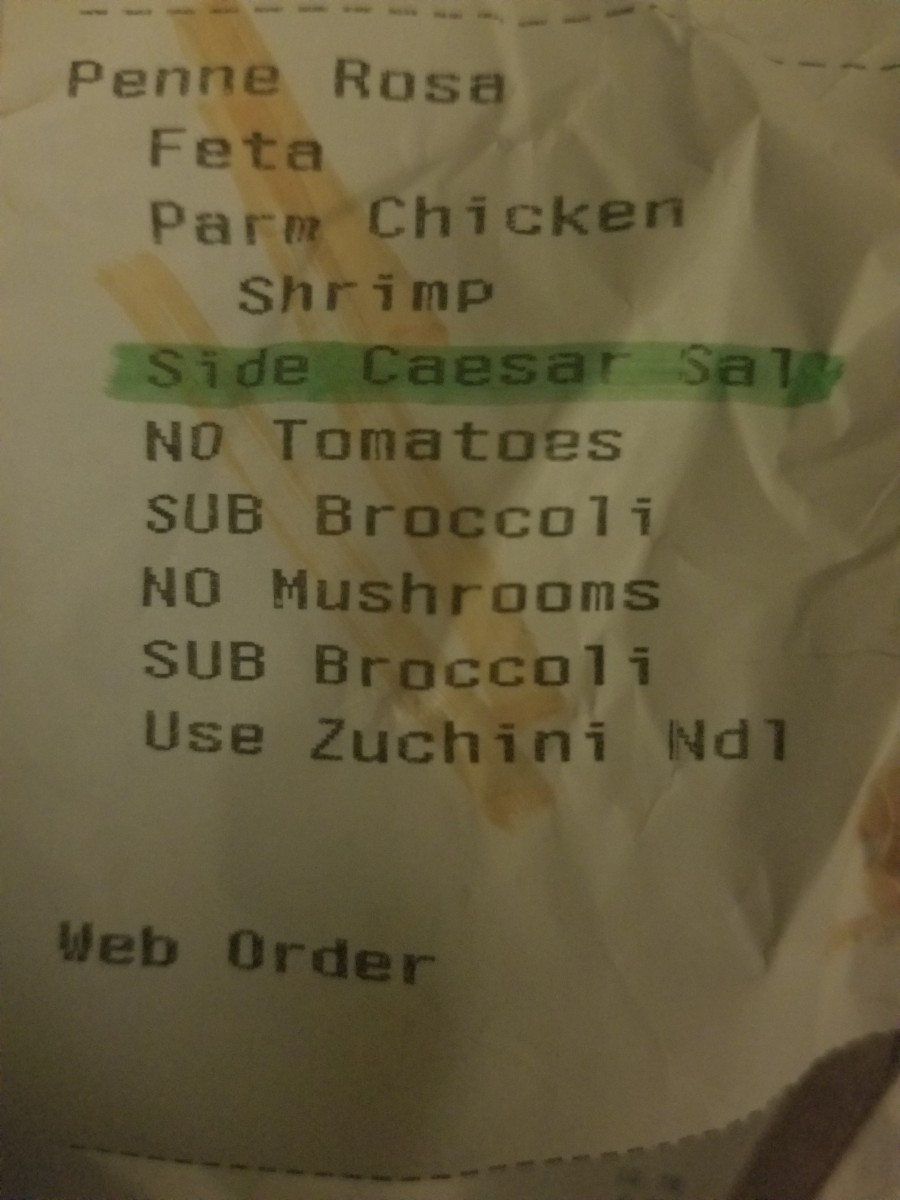 Penne Rosa
Feta
Parm Chicken
Shrimp
Side Caesar Sal
NO Tomatoes
SUB Broccoli
NO Mushrooms
SUB Broccoli
Use Zuchini Ndl
Web Order